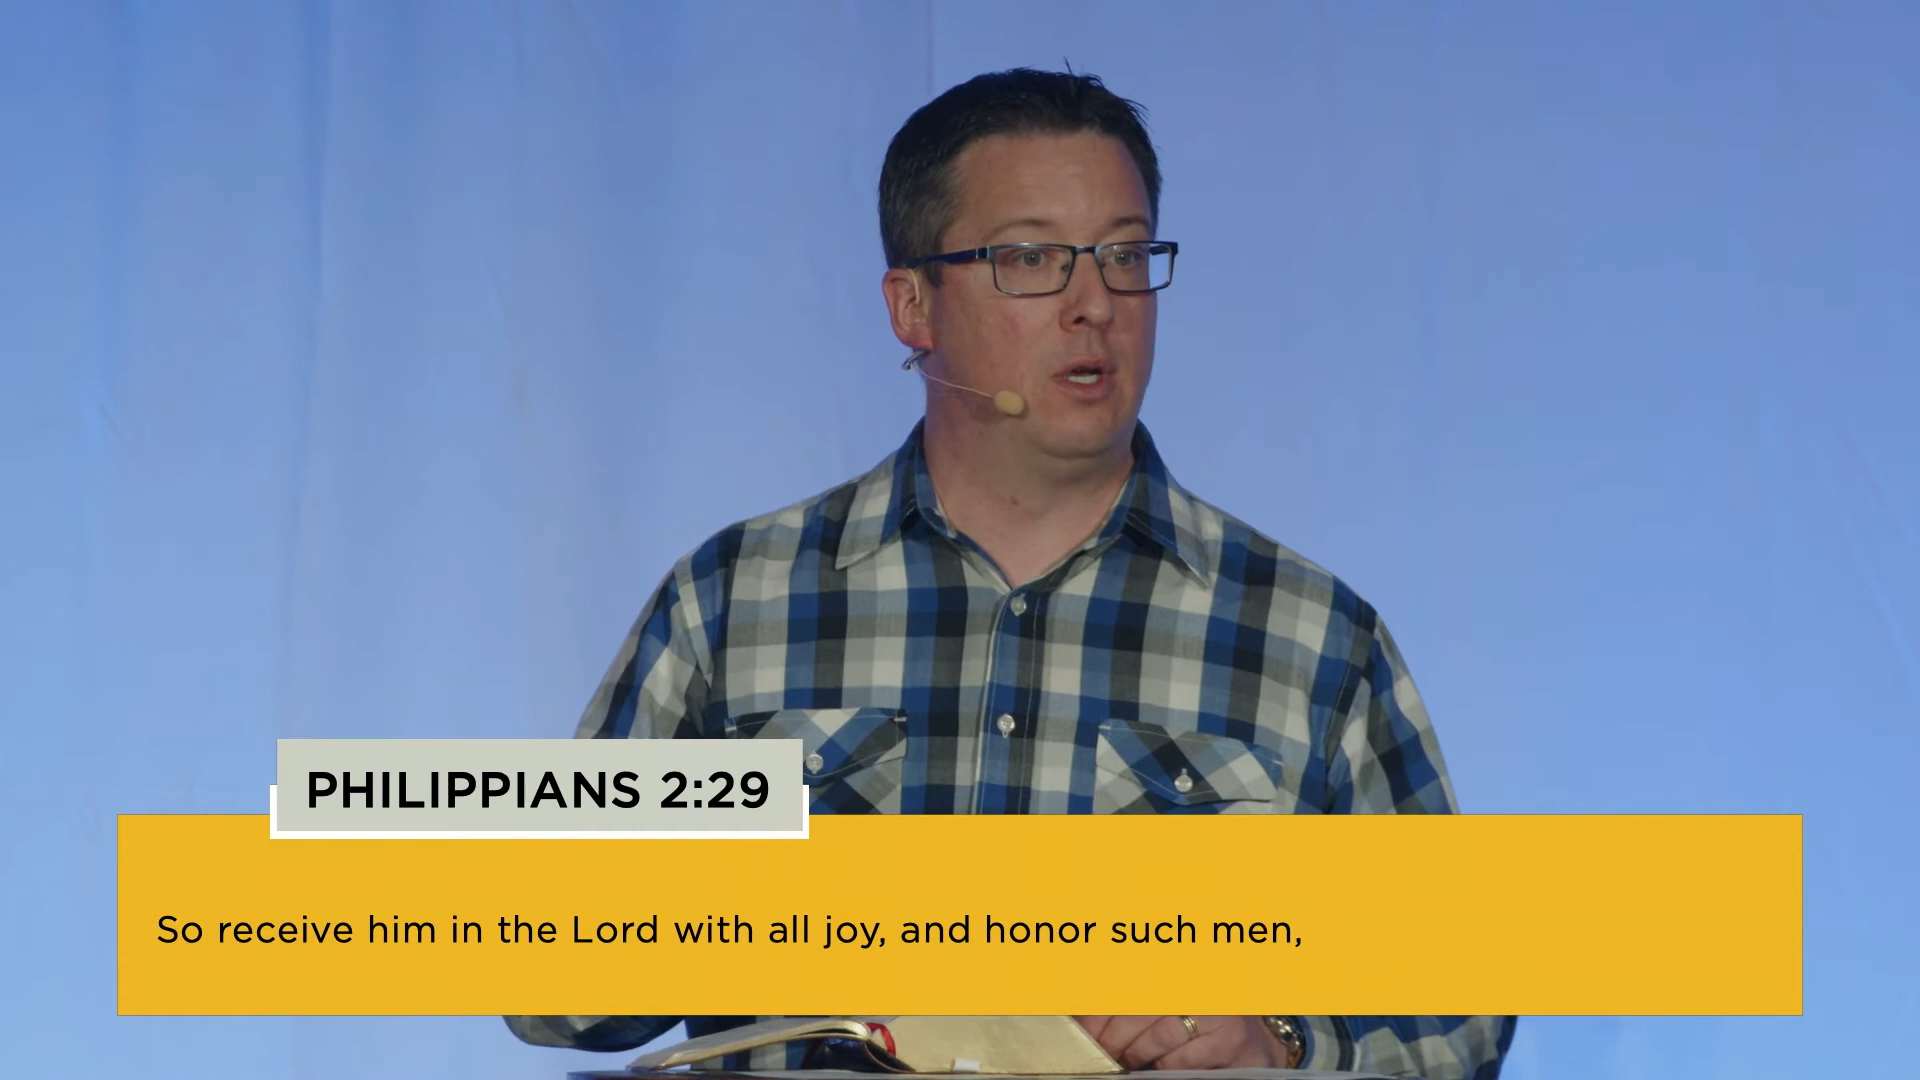 PHILIPPIANS 2:29
So receive him in the Lord with all joy, and honor such men,